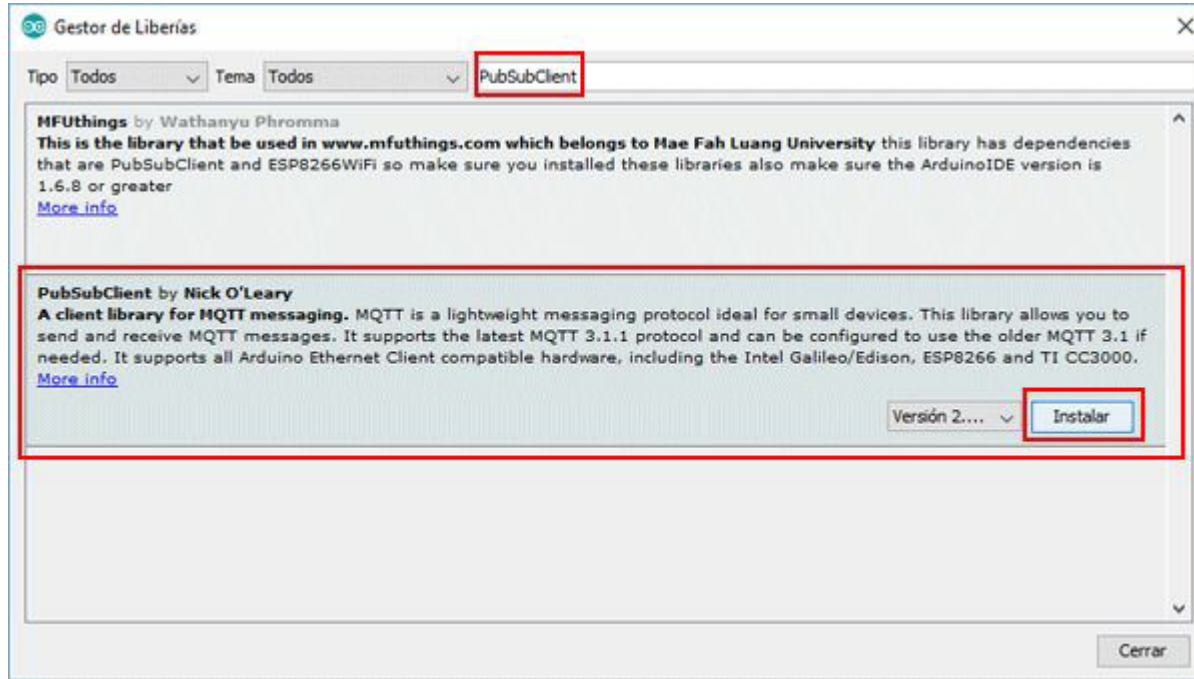 Gestor de Liberías
Tipo Todos Tema Todos PubSubClient
MFUthings by Wathanyu Phromma
This is the library that be used in www.mfuthings.com which belongs to Mae Fah Luang University this library has dependencies
that are PubSubClient and ESP8266WiFi so make sure you installed these libraries also make sure the ArduinoIDE version is
1.6.8 or greater
More info
PubSubClient by Nick O'Leary
A client library for MQTT messaging. MQTT is a lightweight messaging protocol ideal for small devices. This library allows you to
send and receive MQTT messages. It supports the latest MQTT 3.1.1 protocol and can be configured to use the older MQTT 3.1 if
needed. It supports all Arduino Ethernet Client compatible hardware, including the Intel Galileo/Edison, ESP8266 and TI CC3000.
More info
Versión 2.... Instalar
Cerrar